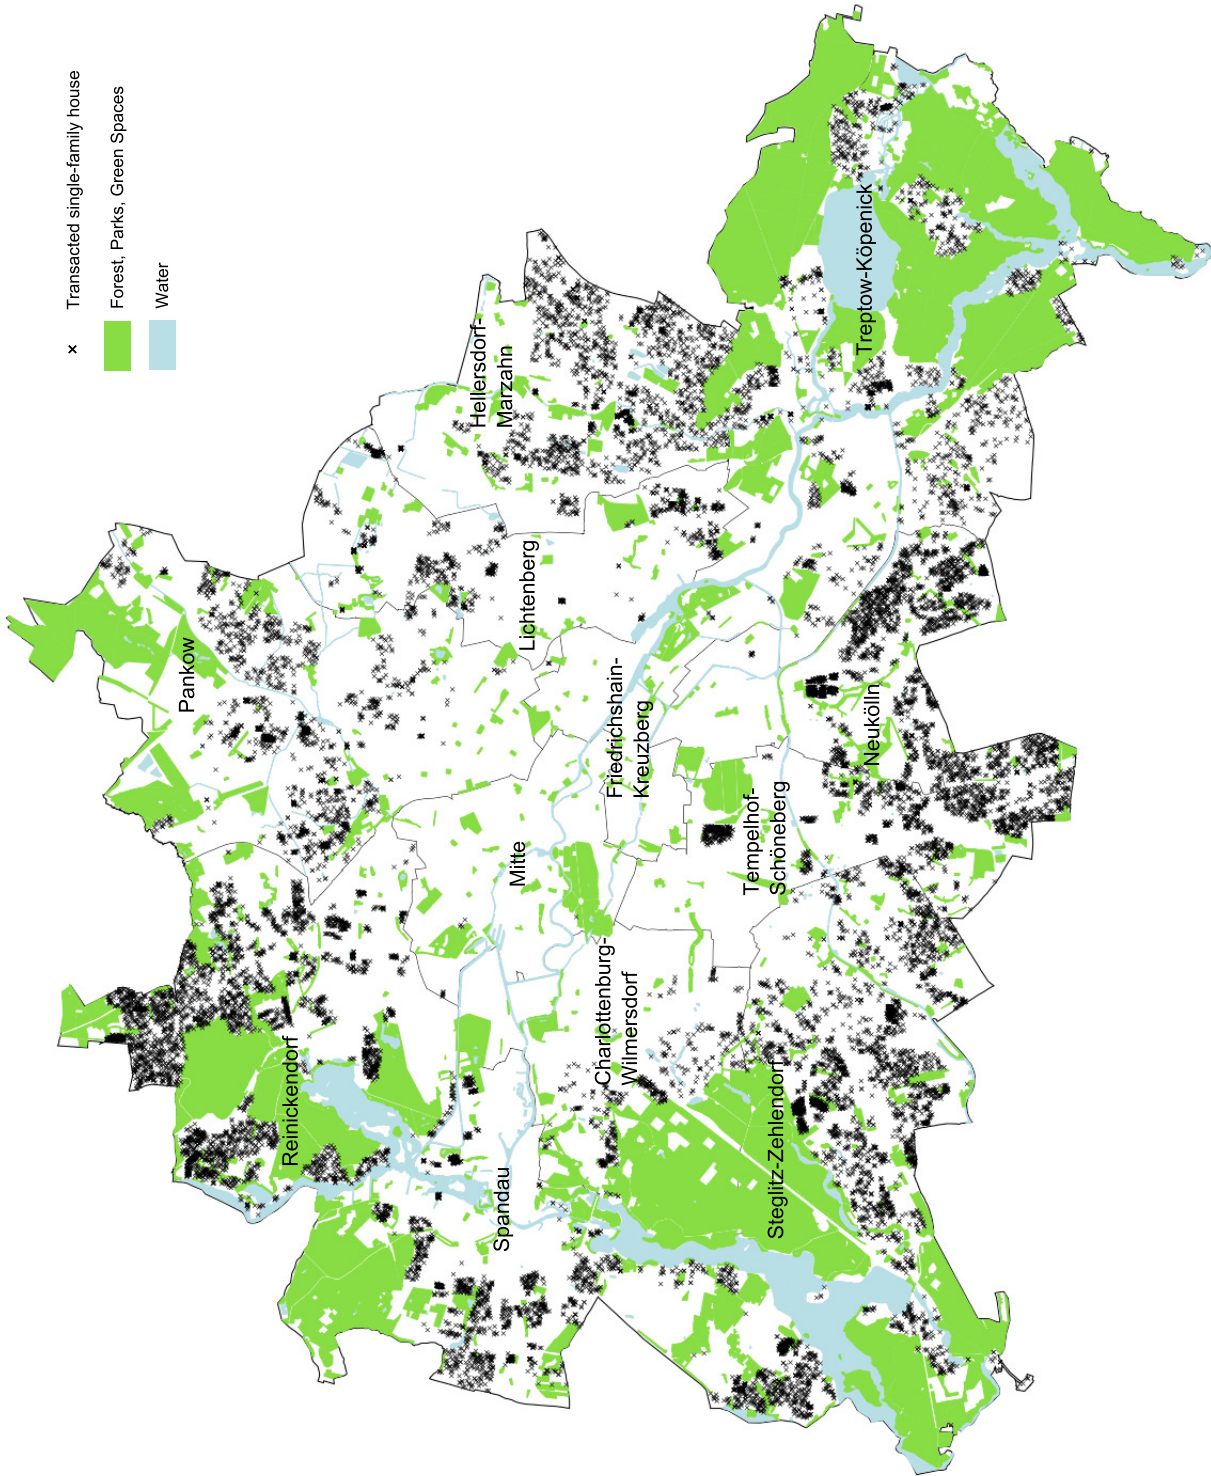 Transacted single-family house
Forest, Parks, Green Spaces
Water
Pankow
Reinickendorf
Hellersdorf-
Marzahn
Lichtenberg
Mitte
Spandau
Friedrichshain-
Kreuzberg
Charlottenburg-
Wilmersdorf
Treptow-Köpenick
Neukölln
Tempelhof-
Schöneberg
Steglitz-Zehlendorf